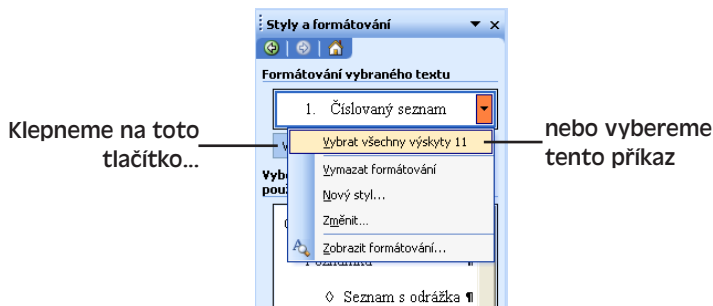 Styly a formátování
Formátování vybraného textu
1. Číslovaný seznam
Klepneme na toto
tlačítko...
nebo vybereme
tento příkaz
Vybrat všechny výskyty 11
Vymazat formátování
Nový styl...
Změnit...
Zobrazit formátování...
◊ Seznam s odrážka ¶